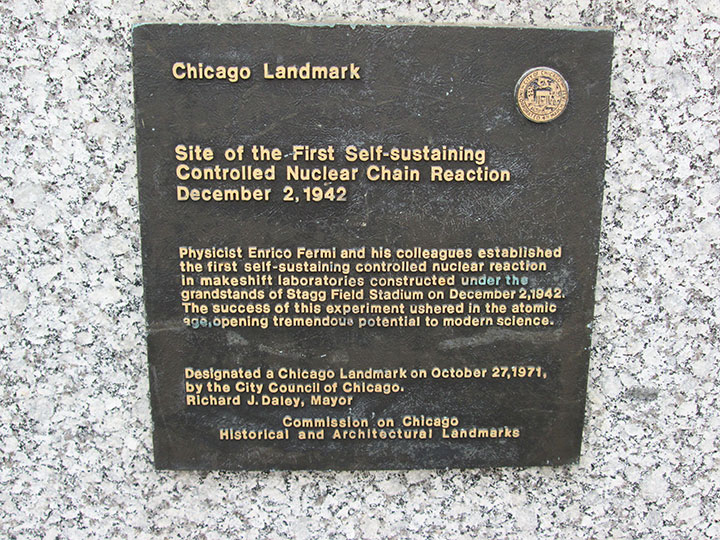 Chicago Landmark
Site of the First Self-sustaining
Controlled Nuclear Chain Reaction
December 2, 1942
Physicist Enrico Fermi and his colleagues established
the first self-sustaining controlled nuclear reaction
in makeshift laboratories constructed under the
grandstands of Stagg Field Stadium on December 2,1942.
The success of this experiment ushered in the atomic
age,opening tremendous potential to modern science.
Designated a Chicago Landmark on October 27,1971,
by the City Council of Chicago.
Richard J. Daley, Mayor
Commission on Chicago
Historical and Architectural Landmarks